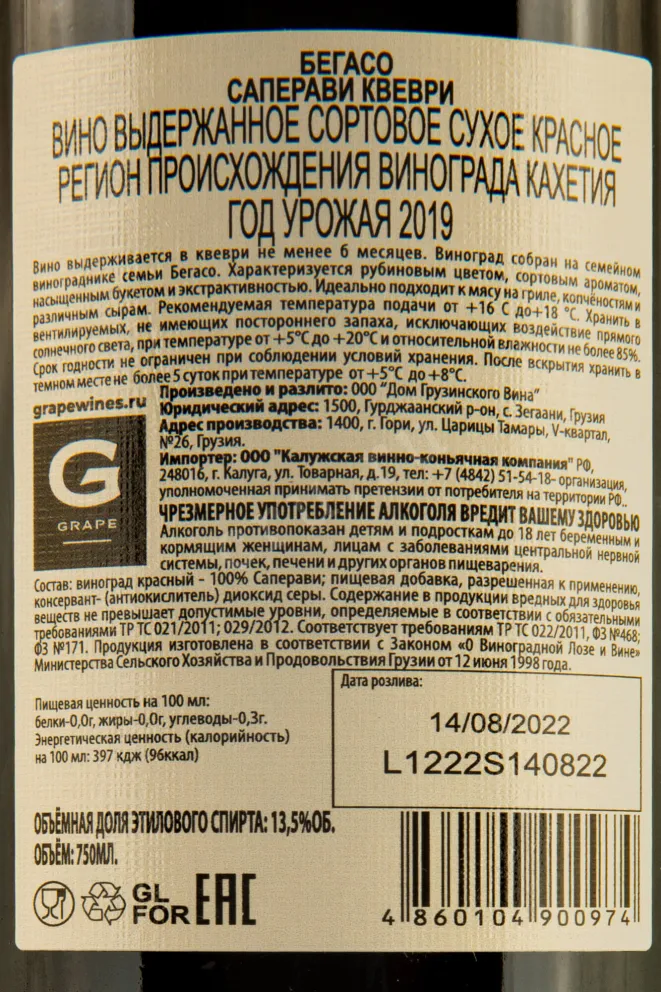 БЕГАСО
САПЕРАВИ КВЕВРИ
ВИНО ВЫДЕРЖАННОЕ СОРТОВОЕ СУХОЕ КРАСНОЕ
РЕГИОН ПРОИСХОЖДЕНИЯ ВИНОГРАДА КАХЕТИЯ
ГОД УРОЖАЯ 2019
Вино выдерживается в квеври не менее 6 месяцев. Виноград собран на семейном
винограднике семьи Бегасо. Характеризуется рубиновым цветом, сортовым ароматом,
насыщенным букетом и экстрактивностью. Идеально подходит к мясу на гриле, копчёностям и
различным сырам. Рекомендуемая температура подачи от +16 С до+18 °С. Хранить в
вентилируемых, не имеющих постороннего запаха, исключающих воздействие прямого
солнечного света, при температуре от +5°С до +20°С и относительной влажности не более 85%.
Срок годности не ограничен при соблюдении условий хранения. После вскрытия хранить в
темном месте не более 5 суток при температуре от +5°С до +8°С.
grapewines.ru
G
GRAPE
Произведено и разлито: ООО "Дом Грузинского Вина"
Юридический адрес: 1500, Гурджаанский р-он, с. Зегаани, Грузия
Адрес производства: 1400, г. Гори, ул. Царицы Тамары, V-квартал,
№26, Грузия.
Импортер: ООО "Калужская винно-коньячная компания" РФ,
248016, г. Калуга, ул. Товарная, д.19, тел: +7 (4842) 51-54-18- организация,
уполномоченная принимать претензии от потребителя на территории РФ..
ЧРЕЗМЕРНОЕ УПОТРЕБЛЕНИЕ АЛКОГОЛЯ ВРЕДИТ ВАШЕМУ ЗДОРОВЬЮ
Алкоголь противопоказан детям и подросткам до 18 лет беременным и
кормящим женщинам, лицам с заболеваниями центральной нервной
системы, почек, печени и других органов пищеварения.
Состав: виноград красный - 100% Саперави; пищевая добавка, разрешенная к применению,
консервант- (антиокислитель) диоксид серы. Содержание в продукции вредных для здоровья
веществ не превышает допустимые уровни, определяемые в соответствии с обязательными
требованиями ТР ТС 021/2011; 029/2012. Соответствует требованиям ТР ТС 022/2011, ФЗ №468;
ФЗ №171. Продукция изготовлена в соответствии с Законом «О Виноградной Лозе и Вине»
Министерства Сельского Хозяйства и Продовольствия Грузии от 12 июня 1998 года.
Пищевая ценность на 100 мл:
белки-0,0г, жиры-0,0г, углеводы-0,3г.
Энергетическая ценность (калорийность)
на 100 мл: 397 кдж (96ккал)
Дата розлива:
14/08/2022
L1222S140822
ОБЪЁМНАЯ ДОЛЯ ЭТИЛОВОГО СПИРТА: 13,5%ОБ.
ОБЪЁМ: 750МЛ.
GL
FOR
EAC
4 860104 900974